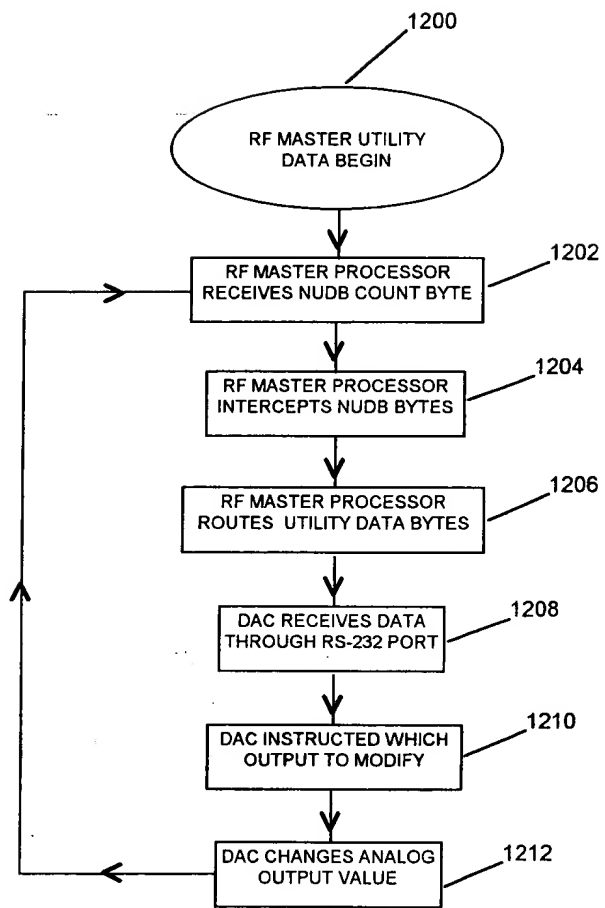 1200
RF MASTER UTILITY
DATA BEGIN
1202
RF MASTER PROCESSOR
RECEIVES NUDB COUNT BYTE
1204
RF MASTER PROCESSOR
INTERCEPTS NUDB BYTES
1206
RF MASTER PROCESSOR
ROUTES UTILITY DATA BYTES
1208
DAC RECEIVES DATA
THROUGH RS-232 PORT
1210
DAC INSTRUCTED WHICH
OUTPUT TO MODIFY
1212
DAC CHANGES ANALOG
OUTPUT VALUE